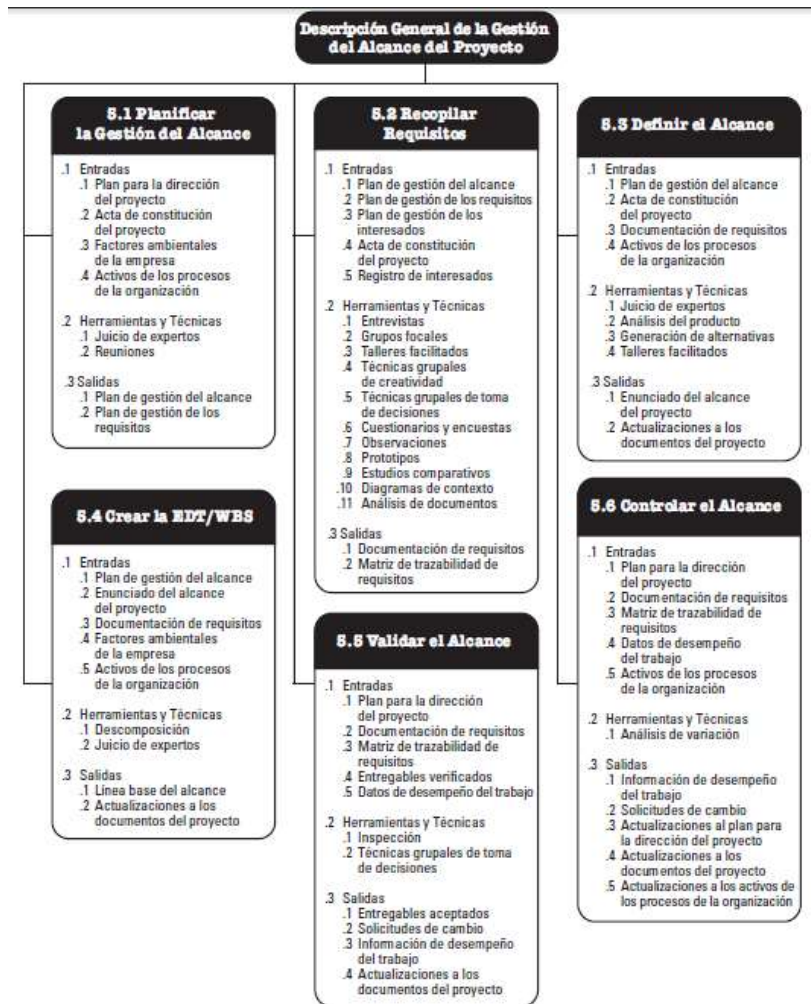 Descripción General de la Gestión
del Alcance del Proyecto
5.1 Planificar
la Gestión del Alcance
.1 Entradas
.1 Plan para la dirección
del proyecto
.2 Acta de constitución
del proyecto
.3 Factores ambientales
de la empresa
.4 Activos de los procesos
de la organización
.2 Herramientas y Técnicas
.1 Juicio de expertos
.2 Reuniones
.3 Salidas
.1 Plan de gestión del alcance
.2 Plan de gestión de los
requisitos
5.2 Recopilar
Requisitos
.1 Entradas
.1 Plan de gestión del alcance
.2 Plan de gestión de los requisitos
.3 Plan de gestión de los
interesados
.4 Acta de constitución
del proyecto
.5 Registro de interesados
.2 Herramientas y Técnicas
.1 Entrevistas
.2 Grupos focales
.3 Talleres facilitados
.4 Técnicas grupales
de creatividad
.5 Técnicas grupales de toma
de decisiones
.6 Cuestionarios y encuestas
.7 Observaciones
.8 Prototipos
.9 Estudios comparativos
.10 Diagramas de contexto
.11 Análisis de documentos
.3 Salidas
.1 Documentación de requisitos
.2 Matriz de trazabilidad de
requisitos
5.3 Definir el Alcance
.1 Entradas
.1 Plan de gestión del alcance
.2 Acta de constitución
del proyecto
.3 Documentación de requisitos
.4 Activos de los procesos
de la organización
.2 Herramientas y Técnicas
.1 Juicio de expertos
.2 Análisis del producto
.3 Generación de alternativas
.4 Talleres facilitados
.3 Salidas
.1 Enunciado del alcance
del proyecto
.2 Actualizaciones a los
documentos del proyecto
5.4 Crear la EDT/WBS
.1 Entradas
.1 Plan de gestión del alcance
.2 Enunciado del alcance
del proyecto
.3 Documentación de requisitos
.4 Factores ambientales
de la empresa
.5 Activos de los procesos
de la organización
.2 Herramientas y Técnicas
.1 Descomposición
.2 Juicio de expertos
.3 Salidas
.1 Línea base del alcance
.2 Actualizaciones a los
documentos del proyecto
5.5 Validar el Alcance
.1 Entradas
.1 Plan para la dirección
del proyecto
.2 Documentación de requisitos
.3 Matriz de trazabilidad de
requisitos
.4 Entregables verificados
.5 Datos de desempeño del trabajo
.2 Herramientas y Técnicas
.1 Inspección
.2 Técnicas grupales de toma
de decisiones
.3 Salidas
.1 Entregables aceptados
.2 Solicitudes de cambio
.3 Información de desempeño
del trabajo
.4 Actualizaciones a los
documentos del proyecto
5.6 Controlar el Alcance
.1 Entradas
.1 Plan para la dirección
del proyecto
.2 Documentación de requisitos
.3 Matriz de trazabilidad de
requisitos
.4 Datos de desempeño
del trabajo
.5 Activos de los procesos
de la organización
.2 Herramientas y Técnicas
.1 Análisis de variación
.3 Salidas
.1 Información de desempeño
del trabajo
.2 Solicitudes de cambio
.3 Actualizaciones al plan para
la dirección del proyecto
.4 Actualizaciones a los
documentos del proyecto
.5 Actualizaciones a los activos de
los procesos de la organización